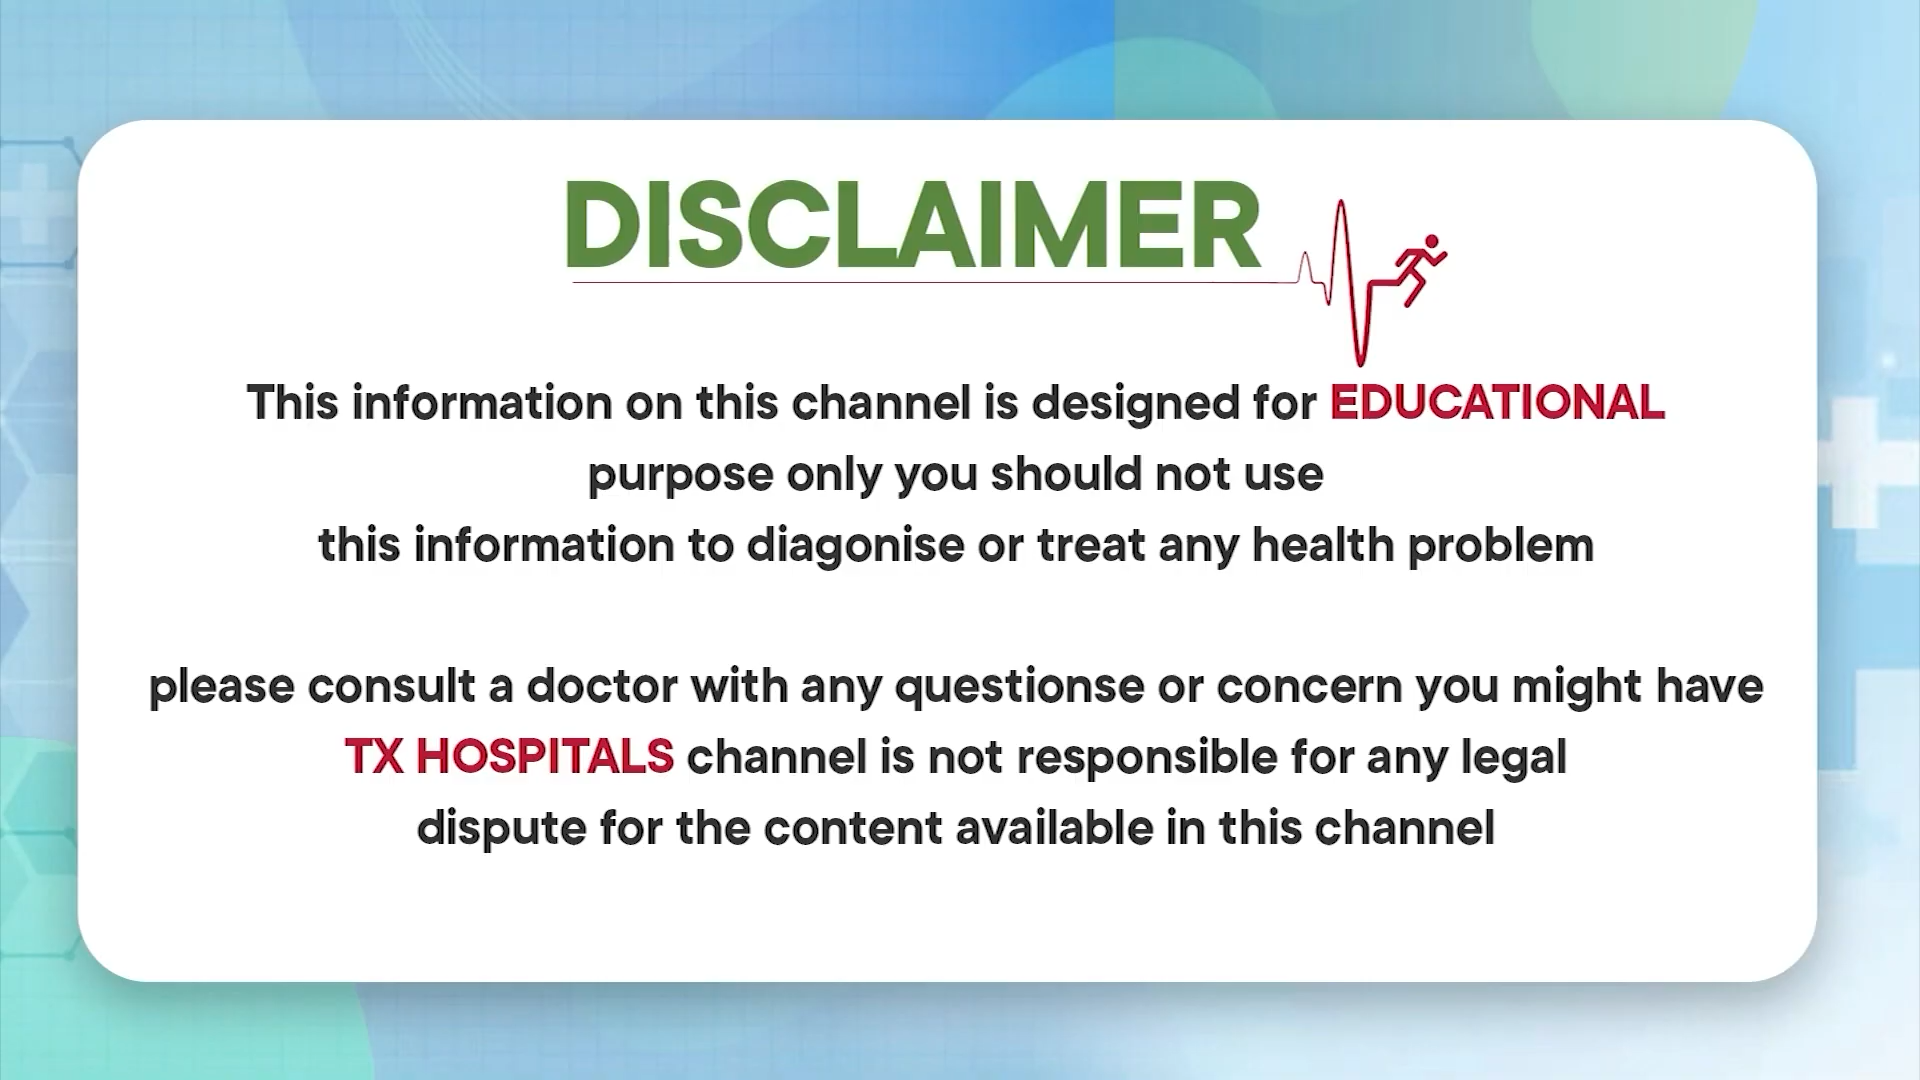 DISCLAIMER
This information on this channel is designed for EDUCATIONAL
purpose only you should not use
this information to diagonise or treat any health problem
please consult a doctor with any questionse or concern you might have
TX HOSPITALS channel is not responsible for any legal
dispute for the content available in this channel